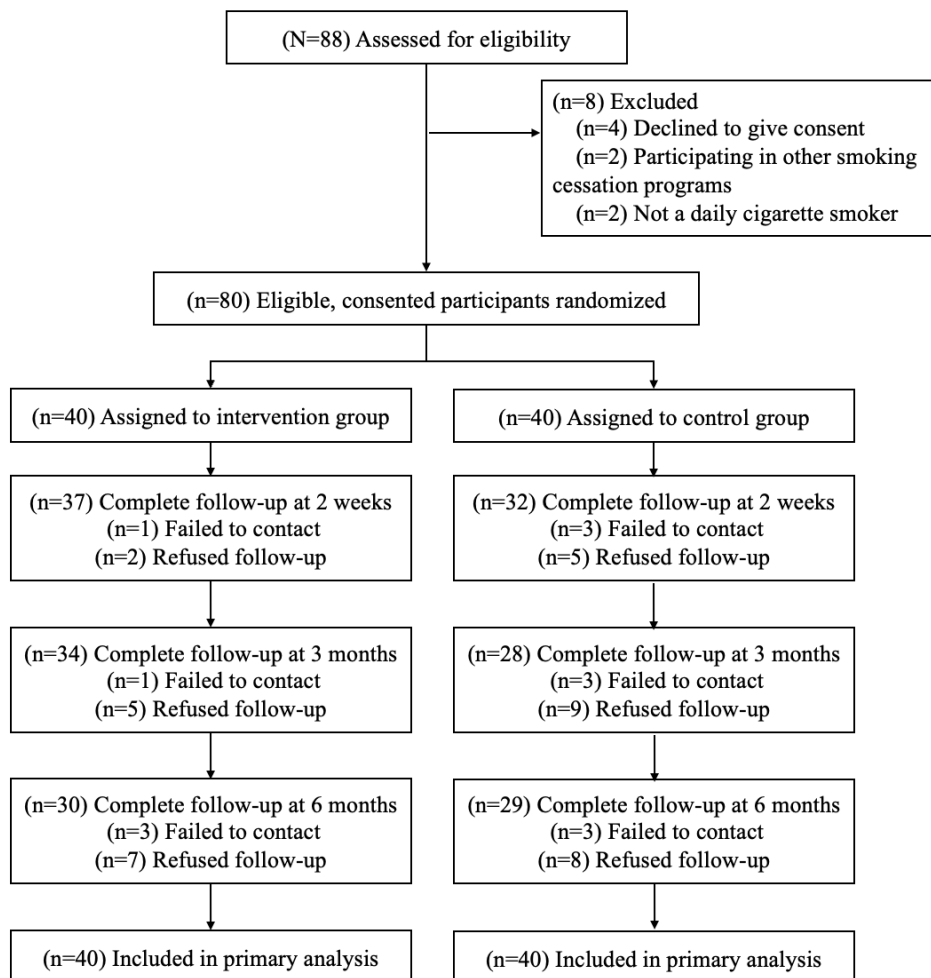 (N=88) Assessed for eligibility
(n=8) Excluded
(n=4) Declined to give consent
(n=2) Participating in other smoking
cessation programs
(n=2) Not a daily cigarette smoker
(n=80) Eligible, consented participants randomized
(n=40) Assigned to intervention group
(n=40) Assigned to control group
(n=37) Complete follow-up at 2 weeks
(n=1) Failed to contact
(n=2) Refused follow-up
(n=32) Complete follow-up at 2 weeks
(n=3) Failed to contact
(n=5) Refused follow-up
(n=34) Complete follow-up at 3 months
(n=1) Failed to contact
(n=5) Refused follow-up
(n=28) Complete follow-up at 3 months
(n=3) Failed to contact
(n=9) Refused follow-up
(n=30) Complete follow-up at 6 months
(n=3) Failed to contact
(n=7) Refused follow-up
(n=29) Complete follow-up at 6 months
(n=3) Failed to contact
(n=8) Refused follow-up
(n=40) Included in primary analysis
(n=40) Included in primary analysis